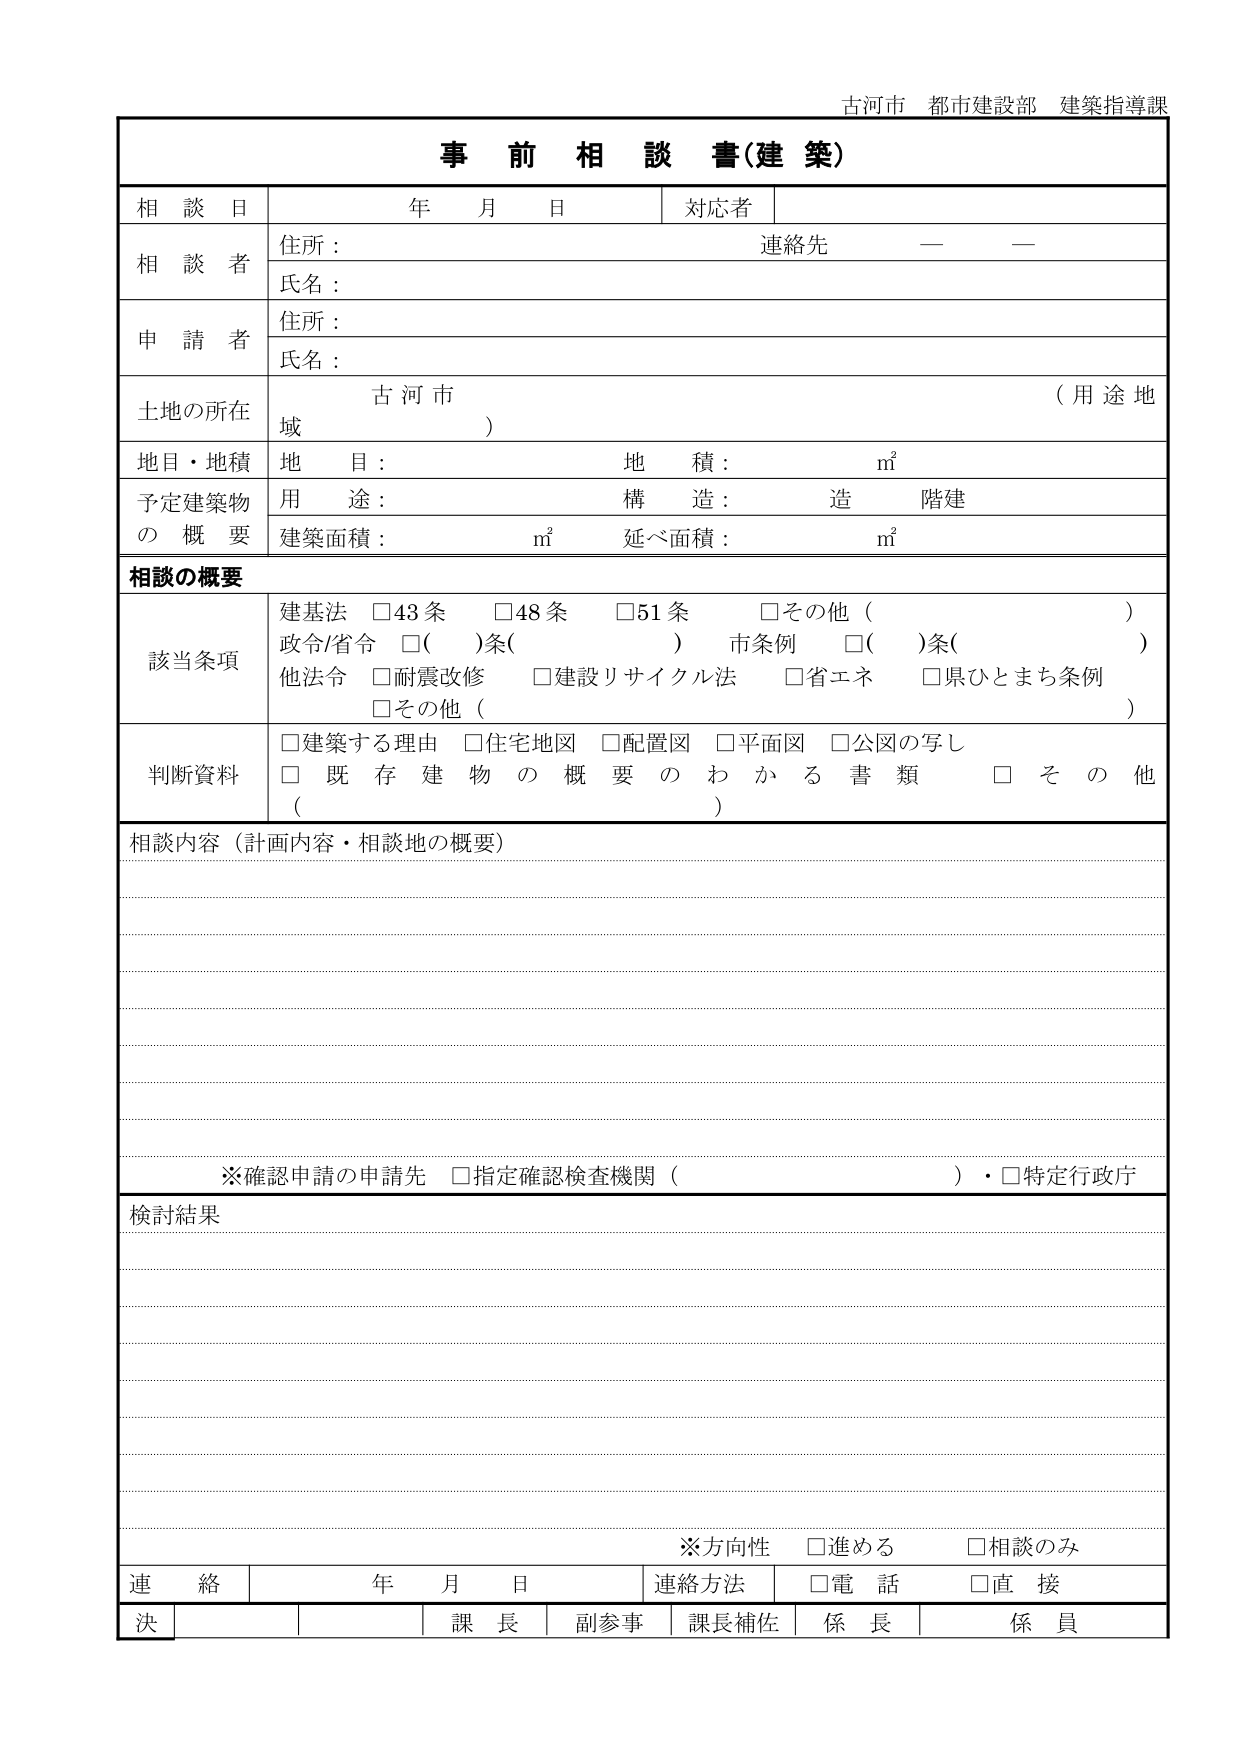 古河市　都市建設部　建築指導課
事　前　相　談　書(建　築)
相　談　日　　　　年　　月　　日　　対応者
相　談　者
住所：　　　　　　　　　連絡先　　　―　　　―
氏名：
申　請　者
住所：
氏名：
土地の所在
古河市　　　　　　　　　　（用途地
域　　　　　　　　）
地目・地積　地　　目：　　　　　地　　積：　　　　　㎡
予定建築物
の　概　要
用　　途：　　　　　構　　造：　　　　造　　　階建
建築面積：　　　　　㎡　　　延べ面積：　　　　　㎡
相談の概要
該当条項
建基法　□43条　　□48条　　□51条　　　□その他（　　　　　　　　　）
政令/省令　□(　　)条(　　　　　　)　　市条例　　□(　　)条(　　　　　　　)
他法令　□耐震改修　　□建設リサイクル法　　□省エネ　　□県ひとまち条例
□その他（　　　　　　　　　　　　　　　　　　　　　）
判断資料
□建築する理由　□住宅地図　□配置図　□平面図　□公図の写し
□既存建物の概要のわかる書類　□その他
（　　　　　　　　　　　　　　）
相談内容（計画内容・相談地の概要）
※確認申請の申請先　□指定確認検査機関（　　　　　　　　　　）・□特定行政庁
検討結果
※方向性　□進める　　　□相談のみ
連　　絡　　　　年　　月　　日　　連絡方法　□電　話　　　□直　接
決　　課　長　副参事　課長補佐　係　長　係　員